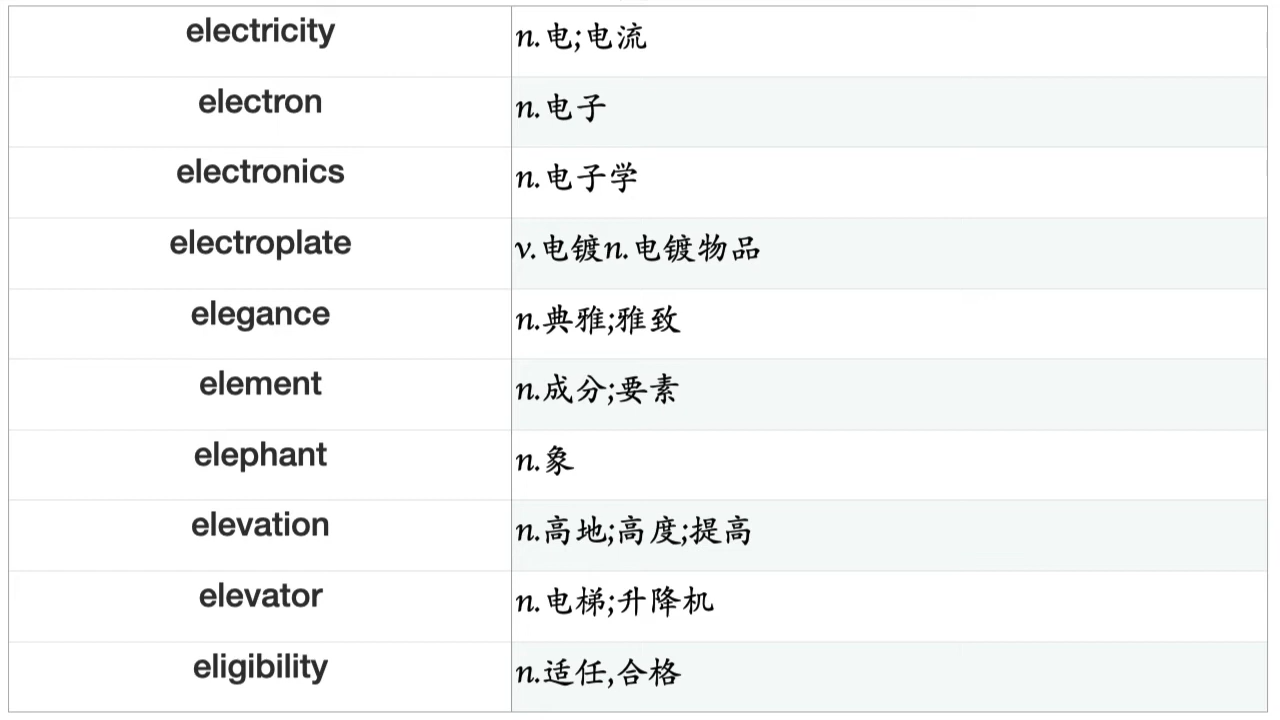 electricity n.电;电流
electron n.电子
electronics n.电子学
electroplate v.电镀n.电镀物品
elegance n.典雅;雅致
element n.成分;要素
elephant n.象
elevation n.高地;高度;提高
elevator n.电梯;升降机
eligibility n.适任,合格